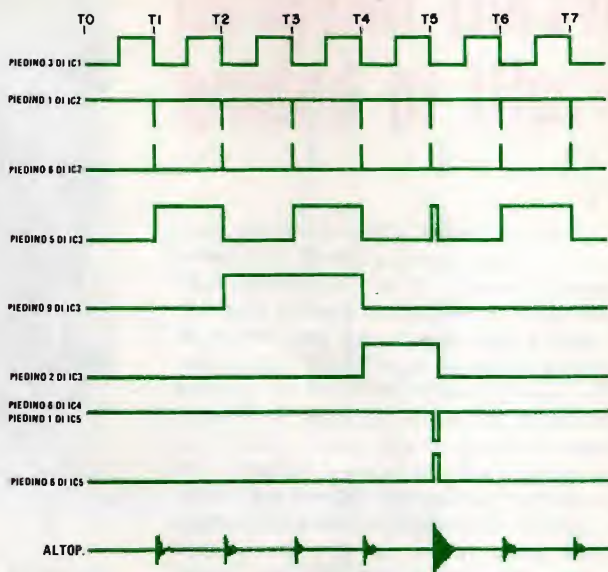 T0 T1 T2 T3 T4 T5 T6 T7
PIEDINO 3 DI IC1
PIEDINO 1 DI IC2
PIEDINO 6 DI IC2
PIEDINO 5 DI IC3
PIEDINO 9 DI IC3
PIEDINO 2 DI IC3
PIEDINO 6 DI IC4
PIEDINO 1 DI IC5
PIEDINO 6 DI IC5
ALTOP.